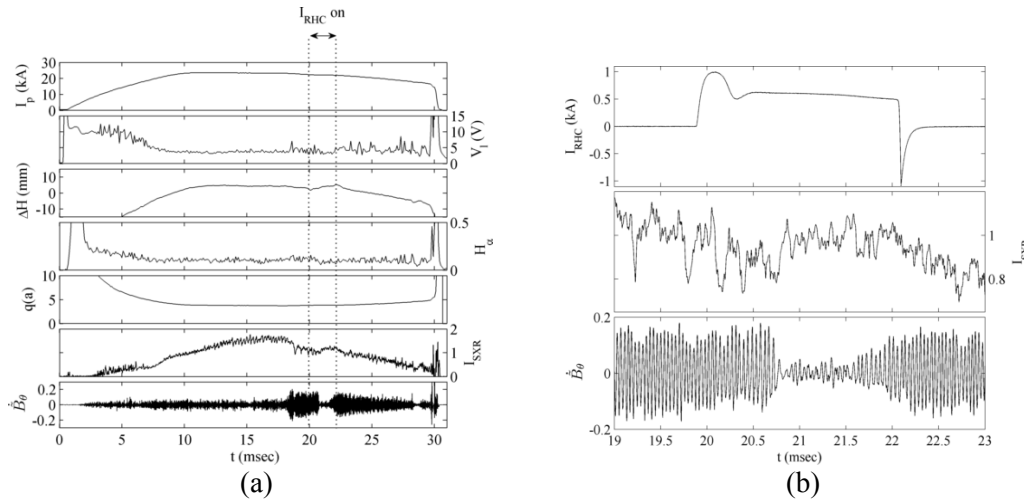 I_RHC on
I_p (kA)
30
20
10
0
V_l (V)
15
10
5
0
ΔH (mm)
10
0
-10
H_α
0.5
0
q(a)
10
5
0
I_SXR
2
1
0
Ḃ_θ
0.2
0
-0.2
0 5 10 15 20 25 30
t (msec)
(a)
I_RHC (kA)
1
0.5
0
-0.5
-1
I_SXR
1
0.8
Ḃ_θ
0.2
0
-0.2
19 19.5 20 20.5 21 21.5 22 22.5 23
t (msec)
(b)